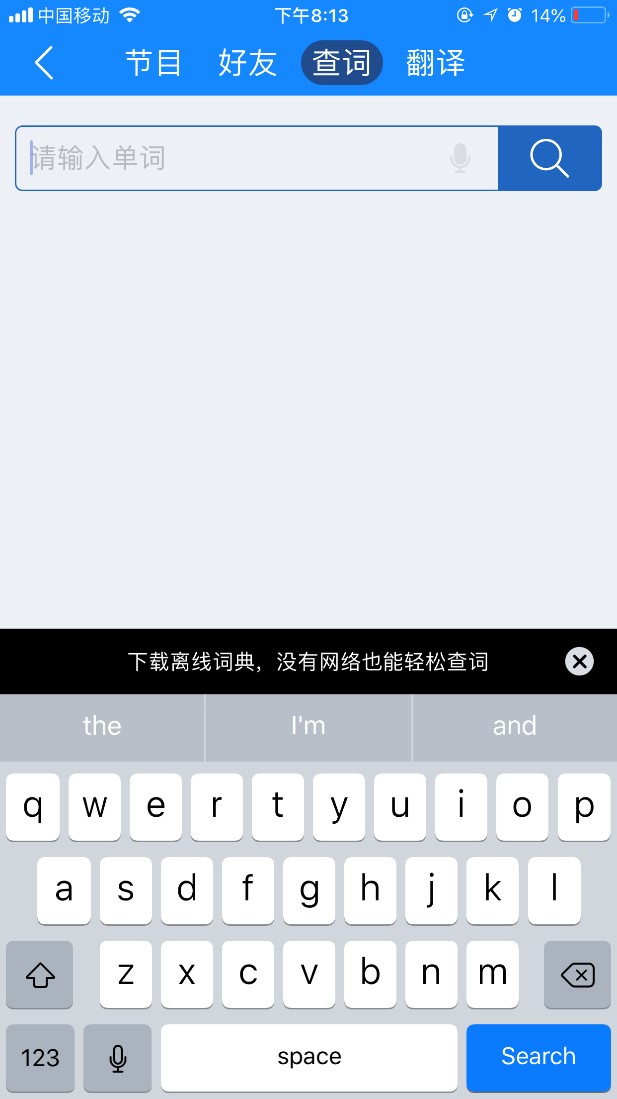 中国移动 下午8:13 14%
节目 好友 查词 翻译
请输入单词
下载离线词典，没有网络也能轻松查词
the I'm and
q w e r t y u i o p
a s d f g h j k l
z x c v b n m
123 space Search